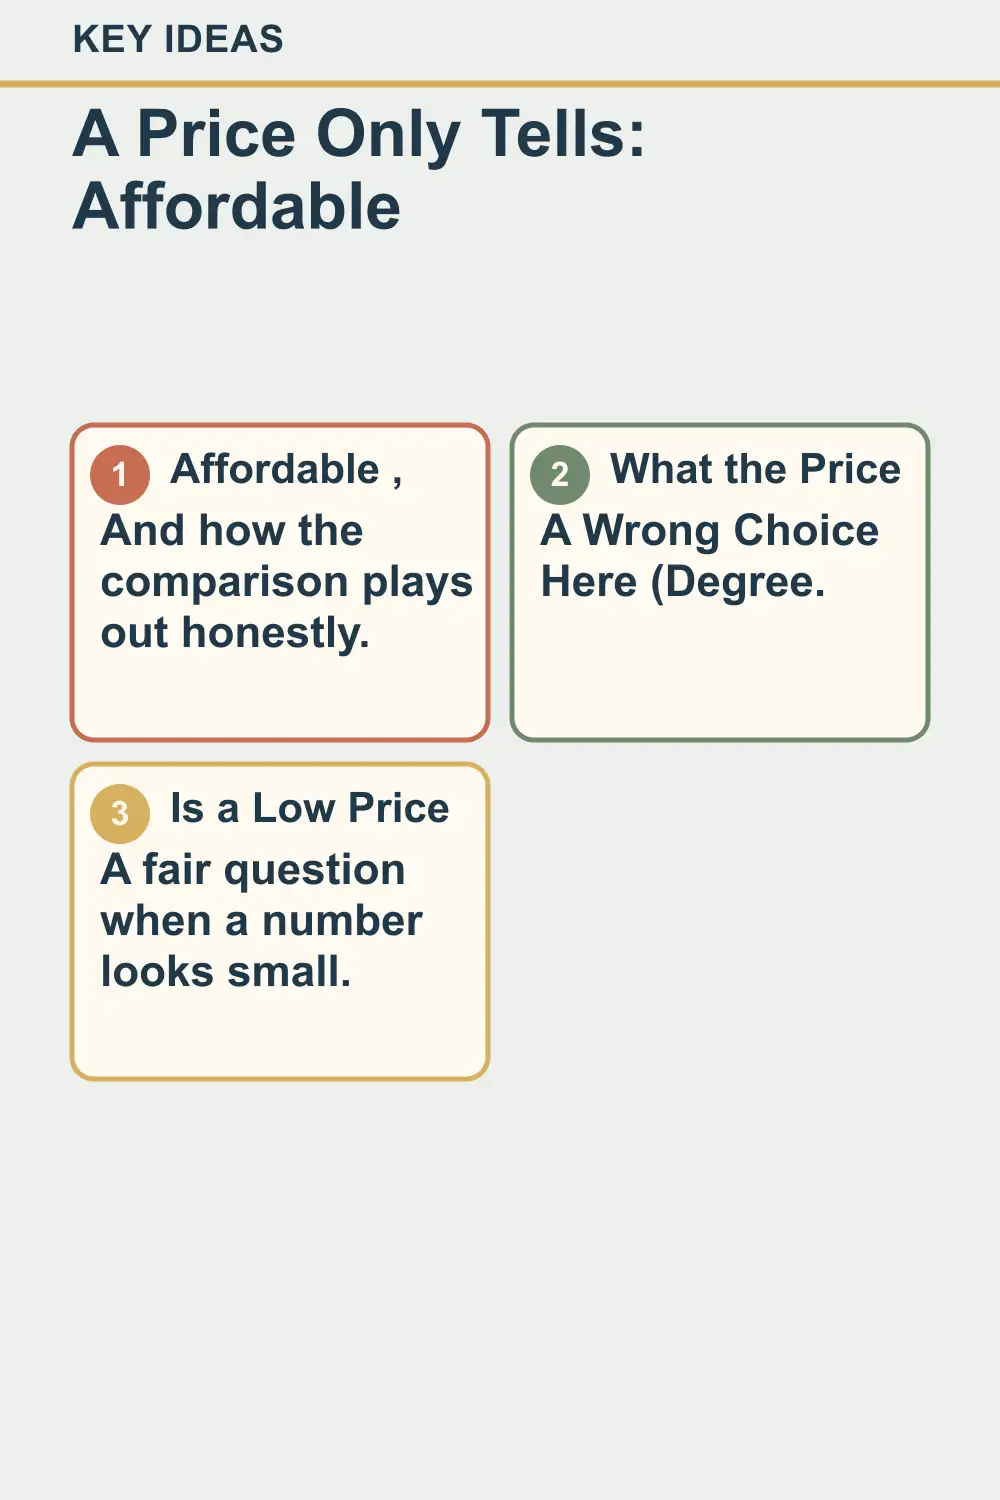 KEY IDEAS
A Price Only Tells:
Affordable
1 Affordable ,
And how the
comparison plays
out honestly.
2 What the Price
A Wrong Choice
Here (Degree.
3 Is a Low Price
A fair question
when a number
looks small.